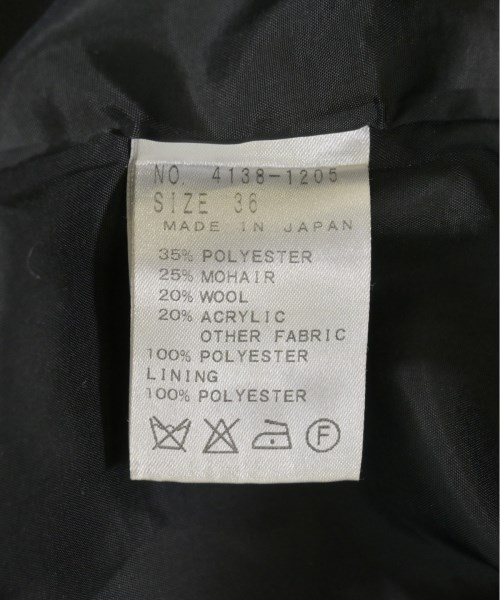 NO. 4138-1205
SIZE 36
MADE IN JAPAN
35% POLYESTER
25% MOHAIR
20% WOOL
20% ACRYLIC
OTHER FABRIC
100% POLYESTER
LINING
100% POLYESTER
F